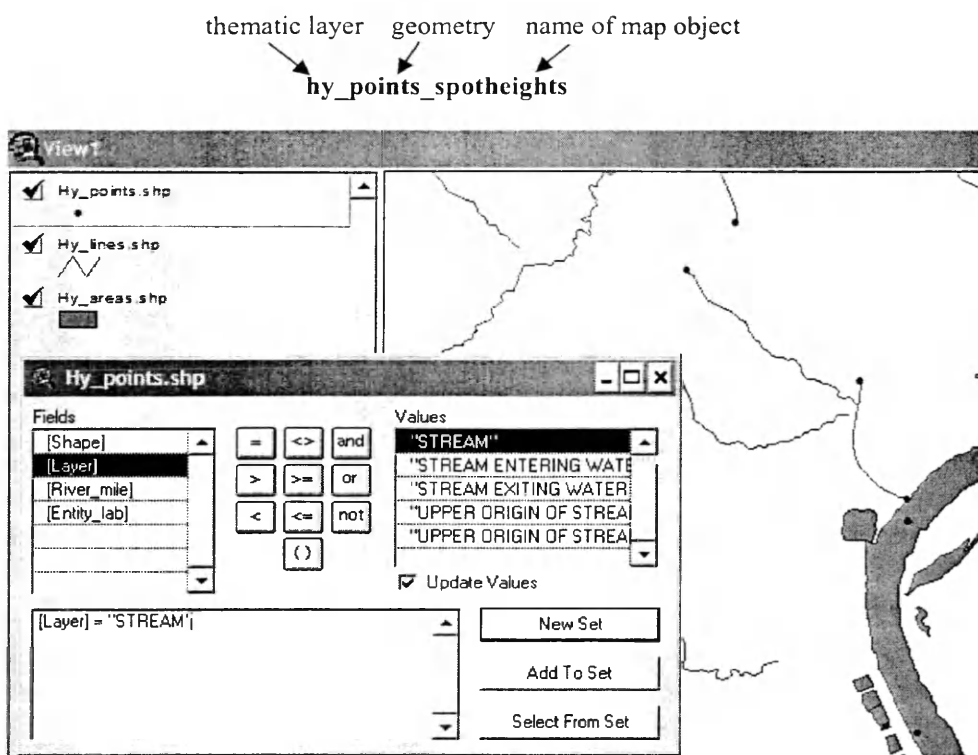 thematic layer geometry name of map object
hy_points_spotheights
View1
Hy_points.shp
Hy_lines.shp
Hy_areas.shp
Hy_points.shp
Fields
[Shape]
[Layer]
[River_mile]
[Entity_lab]
= <> and
> >= or
< <= not
()
Values
"STREAM"
"STREAM ENTERING WATE
"STREAM EXITING WATER
"UPPER ORIGIN OF STREA
"UPPER ORIGIN OF STREA
Update Values
[Layer] = "STREAM"
New Set
Add To Set
Select From Set